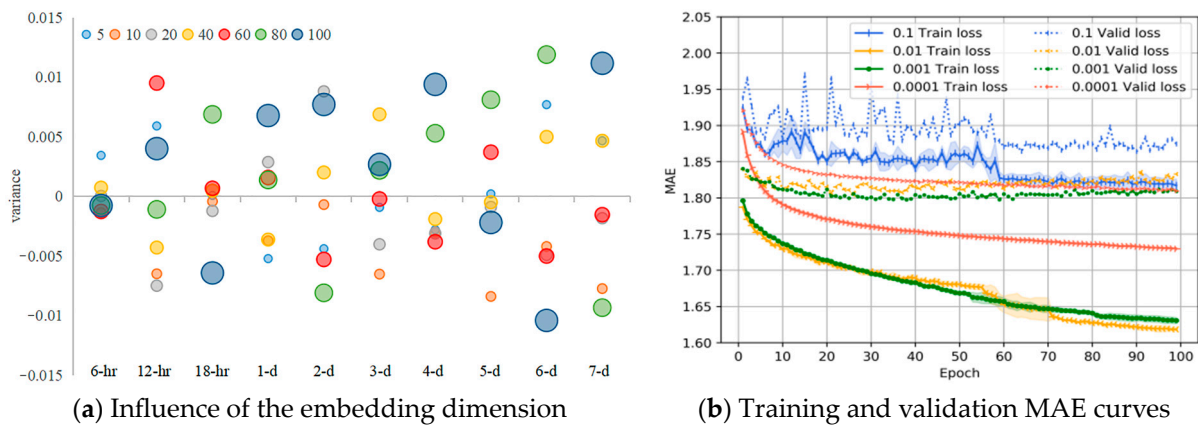 0.015
5 10 20 40 60 80 100
0.01
0.005
0
−0.005
−0.01
−0.015
variance
6-hr 12-hr 18-hr 1-d 2-d 3-d 4-d 5-d 6-d 7-d
(a) Influence of the embedding dimension
2.05
2.00
1.95
1.90
1.85
1.80
1.75
1.70
1.65
1.60
MAE
0.1 Train loss 0.1 Valid loss
0.01 Train loss 0.01 Valid loss
0.001 Train loss 0.001 Valid loss
0.0001 Train loss 0.0001 Valid loss
0 10 20 30 40 50 60 70 80 90 100
Epoch
(b) Training and validation MAE curves